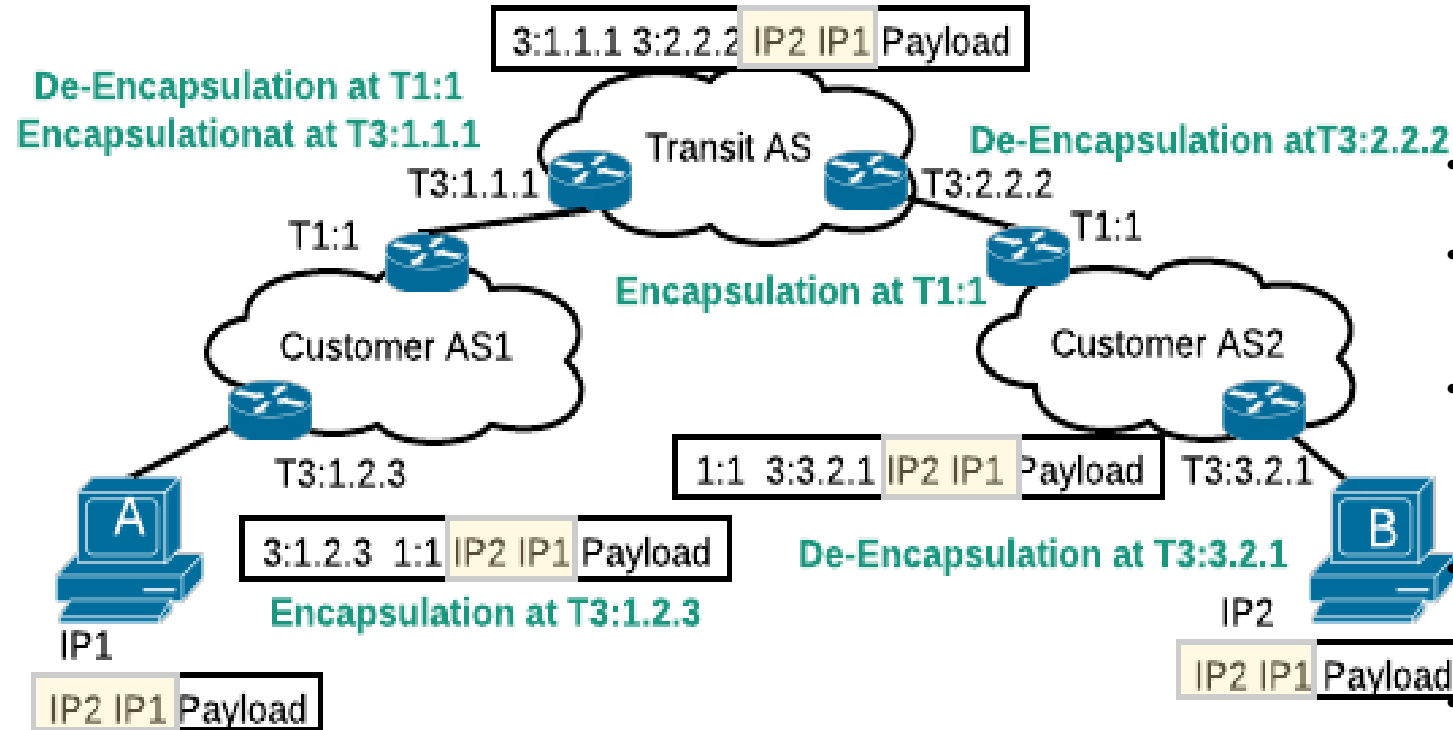 3:1.1.1 3:2.2.2 IP2 IP1 Payload
De-Encapsulation at T1:1
Encapsulationat at T3:1.1.1
Transit AS
De-Encapsulation atT3:2.2.2
T3:1.1.1
T3:2.2.2
T1:1
T1:1
Encapsulation at T1:1
Customer AS1
Customer AS2
T3:1.2.3
1:1 3:3.2.1 IP2 IP1 Payload
T3:3.2.1
A
B
3:1.2.3 1:1 IP2 IP1 Payload
De-Encapsulation at T3:3.2.1
Encapsulation at T3:1.2.3
IP1
IP2
IP2 IP1 Payload
IP2 IP1 Payload